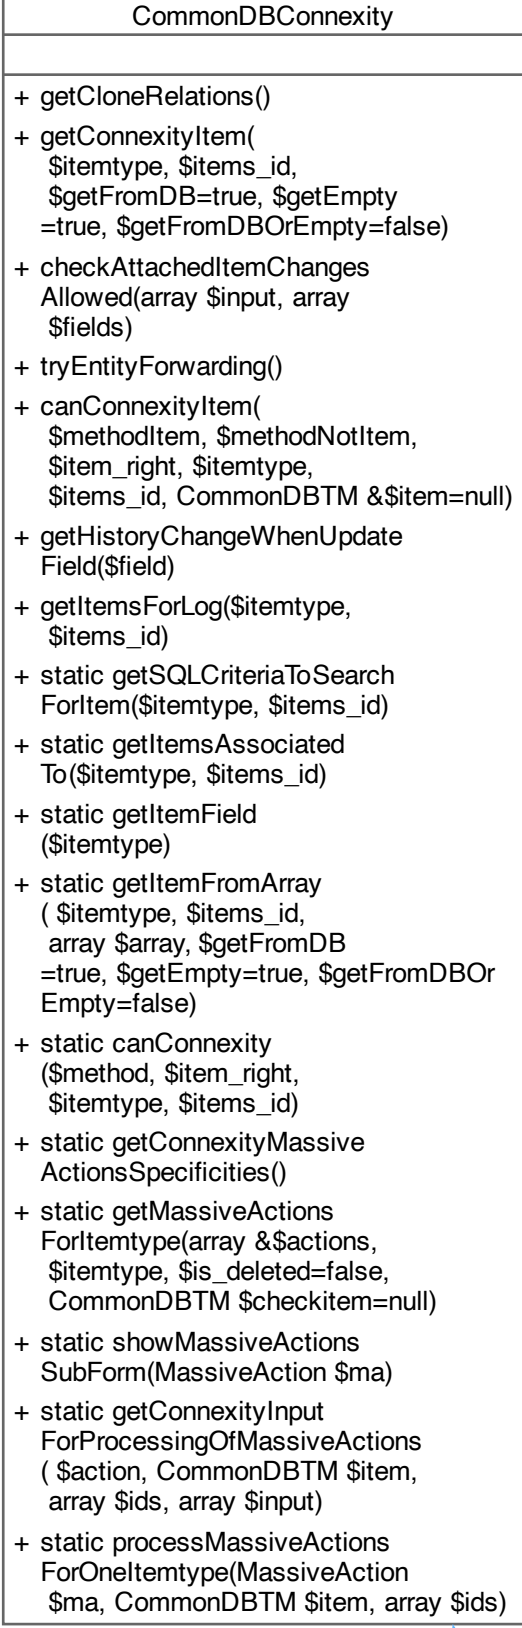 CommonDBConnexity
+ getCloneRelations()
+ getConnexityItem(
$itemtype, $items_id,
$getFromDB=true, $getEmpty
=true, $getFromDBOrEmpty=false)
+ checkAttachedItemChanges
Allowed(array $input, array
$fields)
+ tryEntityForwarding()
+ canConnexityItem(
$methodItem, $methodNotItem,
$item_right, $itemtype,
$items_id, CommonDBTM &$item=null)
+ getHistoryChangeWhenUpdate
Field($field)
+ getItemsForLog($itemtype,
$items_id)
+ static getSQLCriteriaToSearch
ForItem($itemtype, $items_id)
+ static getItemsAssociated
To($itemtype, $items_id)
+ static getItemField
($itemtype)
+ static getItemFromArray
( $itemtype, $items_id,
array $array, $getFromDB
=true, $getEmpty=true, $getFromDBOr
Empty=false)
+ static canConnexity
($method, $item_right,
$itemtype, $items_id)
+ static getConnexityMassive
ActionsSpecificities()
+ static getMassiveActions
ForItemtype(array &$actions,
$itemtype, $is_deleted=false,
CommonDBTM $checkitem=null)
+ static showMassiveActions
SubForm(MassiveAction $ma)
+ static getConnexityInput
ForProcessingOfMassiveActions
( $action, CommonDBTM $item,
array $ids, array $input)
+ static processMassiveActions
ForOneItemtype(MassiveAction
$ma, CommonDBTM $item, array $ids)